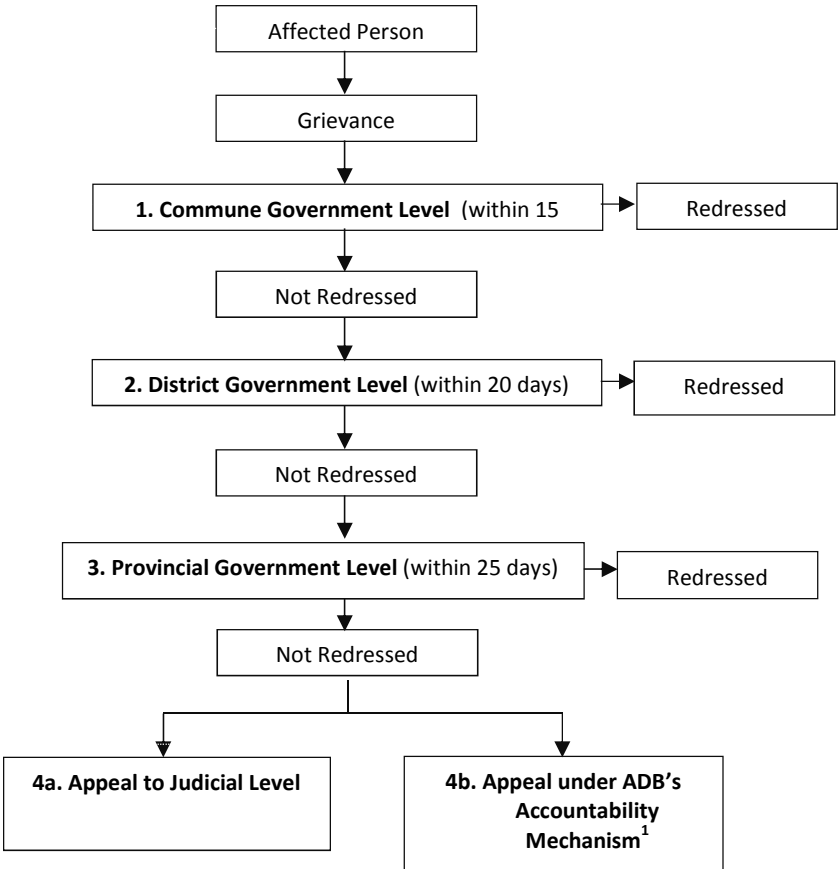 Affected Person
Grievance
1. Commune Government Level (within 15
Redressed
Not Redressed
2. District Government Level (within 20 days)
Redressed
Not Redressed
3. Provincial Government Level (within 25 days)
Redressed
Not Redressed
4a. Appeal to Judicial Level
4b. Appeal under ADB’s
Accountability
Mechanism¹